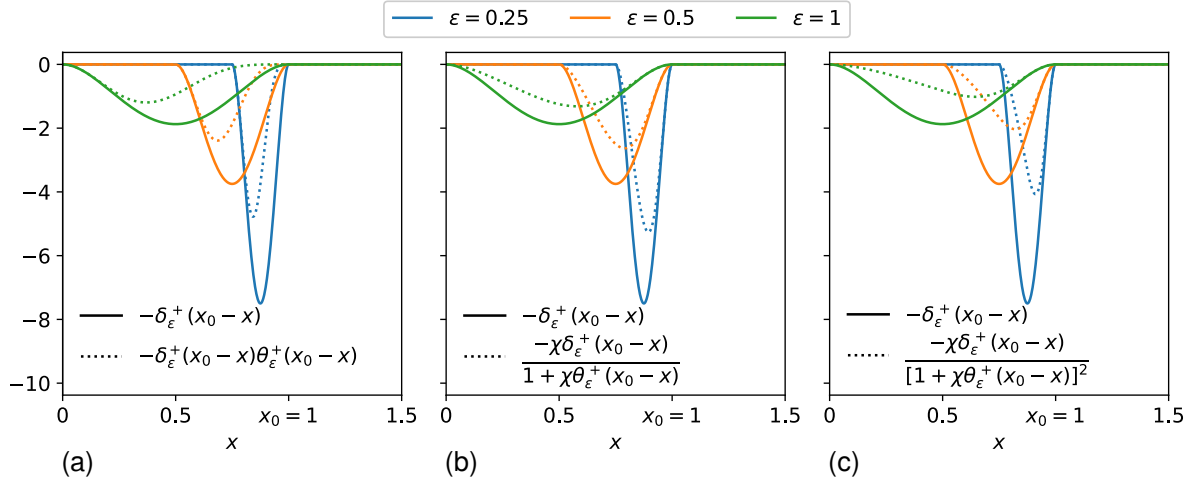 ε = 0.25 ε = 0.5 ε = 1
0
−2
−4
−6
−8
−10
−δ_ε^+(x_0 − x)
−δ_ε^+(x_0 − x)θ_ε^+(x_0 − x)
0 0.5 x_0 = 1 1.5
x
(a)
−δ_ε^+(x_0 − x)
−χδ_ε^+(x_0 − x)
1 + χθ_ε^+(x_0 − x)
0 0.5 x_0 = 1 1.5
x
(b)
−δ_ε^+(x_0 − x)
−χδ_ε^+(x_0 − x)
[1 + χθ_ε^+(x_0 − x)]^2
0 0.5 x_0 = 1 1.5
x
(c)